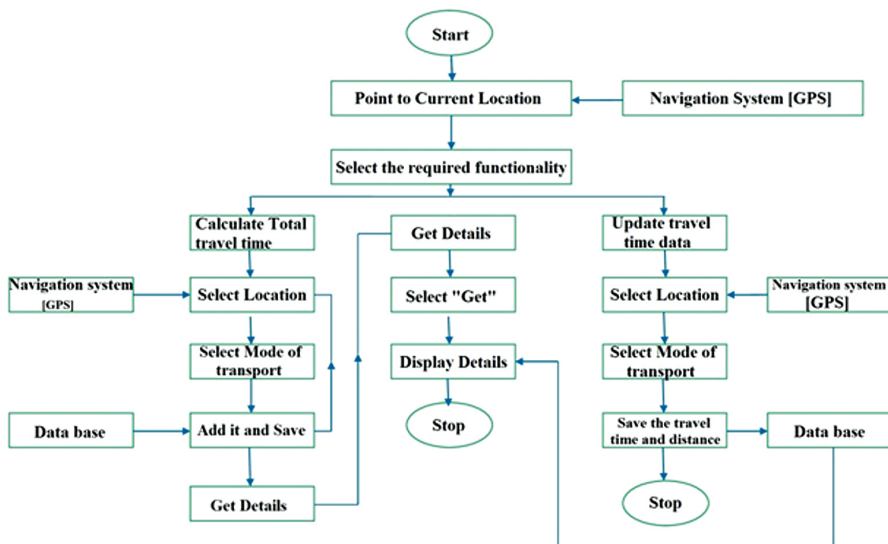 Start
Point to Current Location
Navigation System [GPS]
Select the required functionality
Calculate Total
travel time
Get Details
Update travel
time data
Navigation system
[GPS]
Select Location
Select "Get"
Select Location
Navigation system
[GPS]
Select Mode of
transport
Display Details
Select Mode of
transport
Data base
Add it and Save
Stop
Save the travel
time and distance
Data base
Get Details
Stop